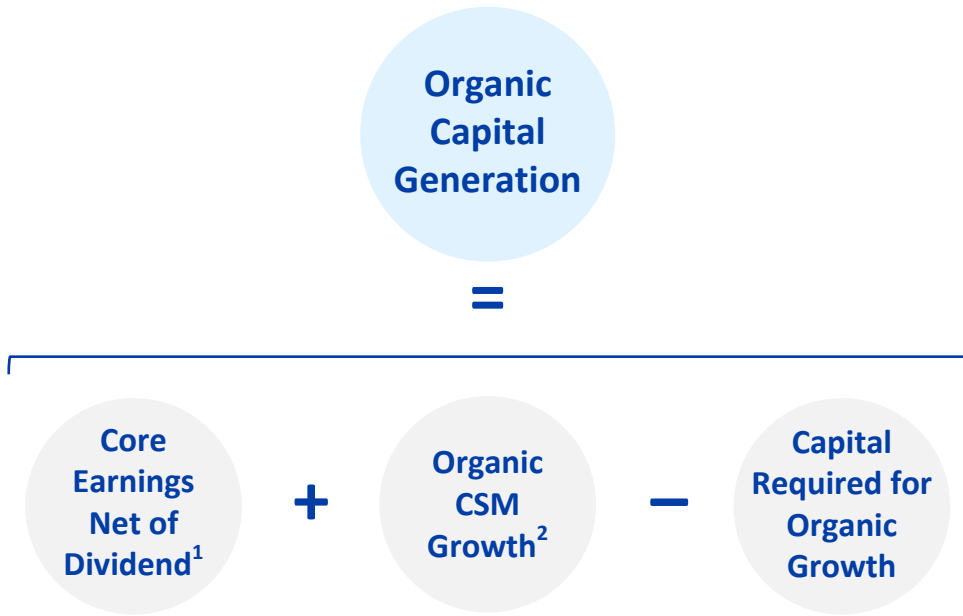 Organic
Capital
Generation
=
Core
Earnings
Net of
Dividend¹
+
Organic
CSM
Growth²
−
Capital
Required for
Organic
Growth